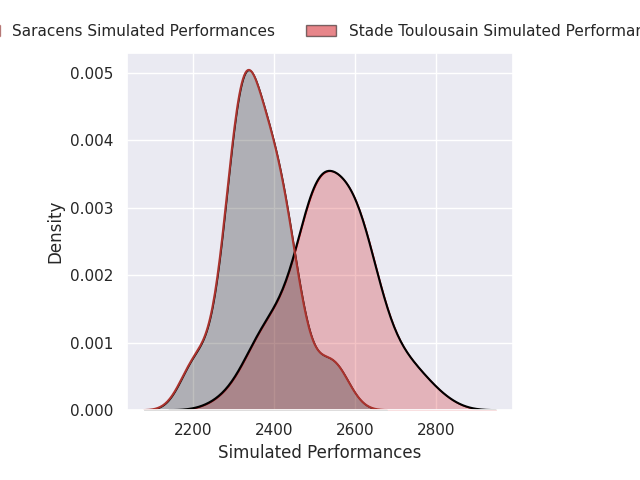 Saracens Simulated Performances
Stade Toulousain Simulated
0.005
0.004
0.003
0.002
0.001
0.000
Density
2200
2400
2600
2800
Simulated Performances